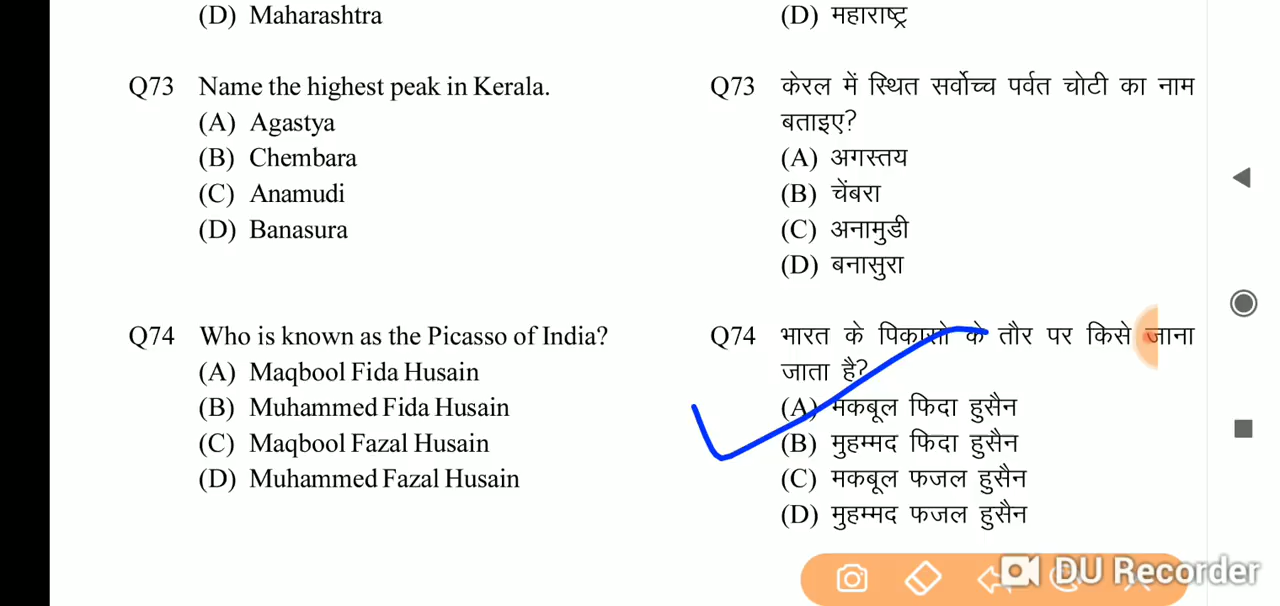 (D) Maharashtra
Q73 Name the highest peak in Kerala.
(A) Agastya
(B) Chembara
(C) Anamudi
(D) Banasura
Q74 Who is known as the Picasso of India?
(A) Maqbool Fida Husain
(B) Muhammed Fida Husain
(C) Maqbool Fazal Husain
(D) Muhammed Fazal Husain
(D) महाराष्ट्र
Q73 केरल में स्थित सर्वोच्च पर्वत चोटी का नाम
बताइए?
(A) अगस्तय
(B) चेंबरा
(C) अनामुडी
(D) बनासुरा
Q74 भारत के पिकासो के तौर पर किसे जाना
जाता है?
(A) मकबूल फिदा हुसैन
(B) मुहम्मद फिदा हुसैन
(C) मकबूल फजल हुसैन
(D) मुहम्मद फजल हुसैन
DU Recorder